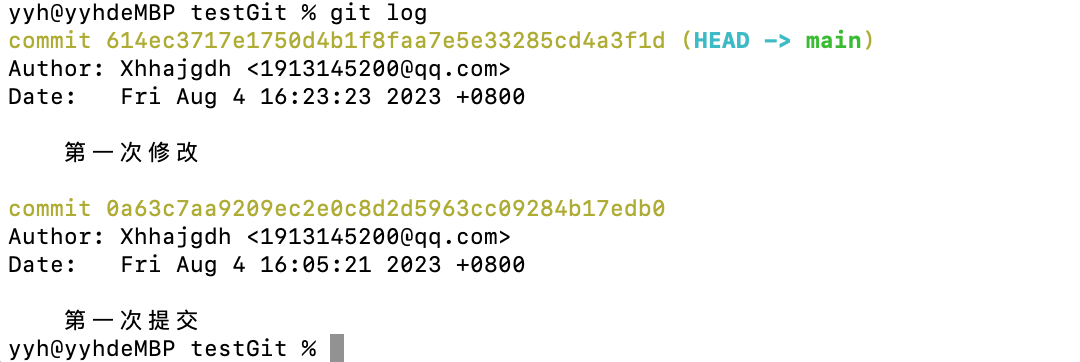 yyh@yyhdeMBP testGit % git log
commit 614ec3717e1750d4b1f8faa7e5e33285cd4a3f1d (HEAD -> main)
Author: Xhhajgdh <1913145200@qq.com>
Date:   Fri Aug 4 16:23:23 2023 +0800
    第一次修改
commit 0a63c7aa9209ec2e0c8d2d5963cc09284b17edb0
Author: Xhhajgdh <1913145200@qq.com>
Date:   Fri Aug 4 16:05:21 2023 +0800
    第一次提交
yyh@yyhdeMBP testGit %